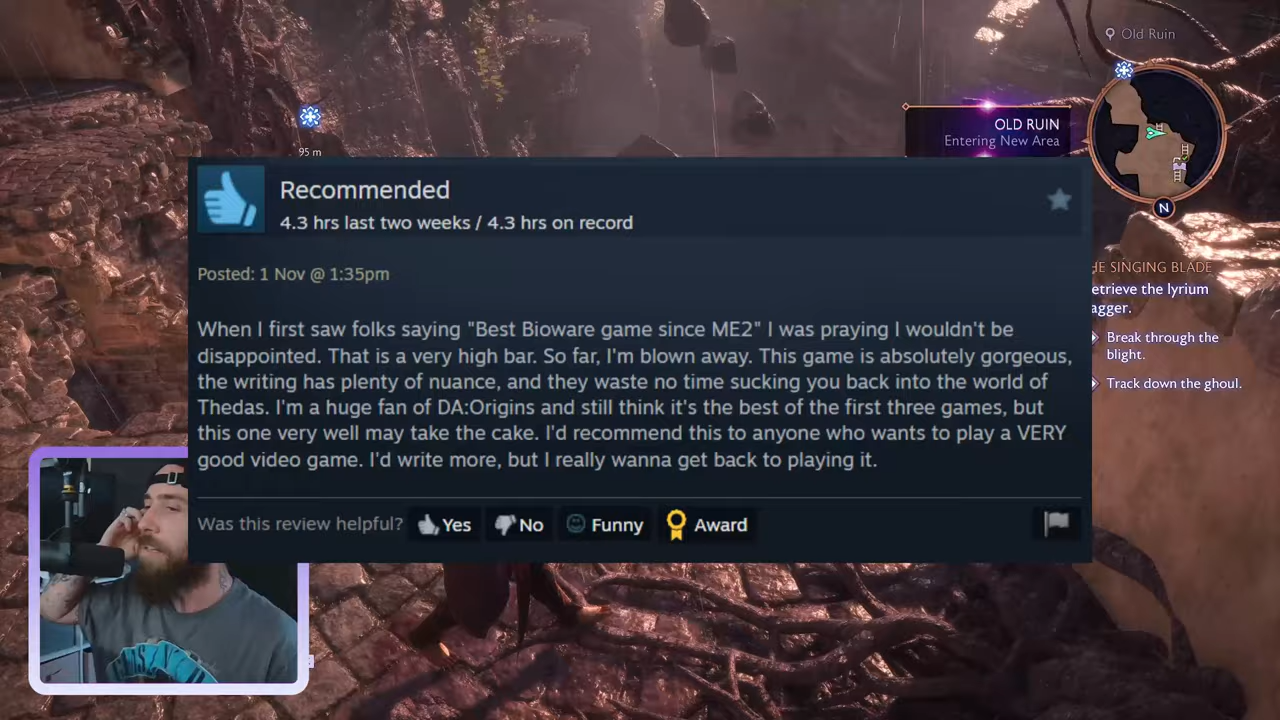 Old Ruin
OLD RUIN
Entering New Area
95 m
N
Recommended
4.3 hrs last two weeks / 4.3 hrs on record
Posted: 1 Nov @ 1:35pm
When I first saw folks saying "Best Bioware game since ME2" I was praying I wouldn't be
disappointed. That is a very high bar. So far, I'm blown away. This game is absolutely gorgeous,
the writing has plenty of nuance, and they waste no time sucking you back into the world of
Thedas. I'm a huge fan of DA:Origins and still think it's the best of the first three games, but
this one very well may take the cake. I'd recommend this to anyone who wants to play a VERY
good video game. I'd write more, but I really wanna get back to playing it.
Was this review helpful? Yes No Funny Award
HE SINGING BLADE
etrieve the lyrium
agger.
Break through the
blight.
Track down the ghoul.